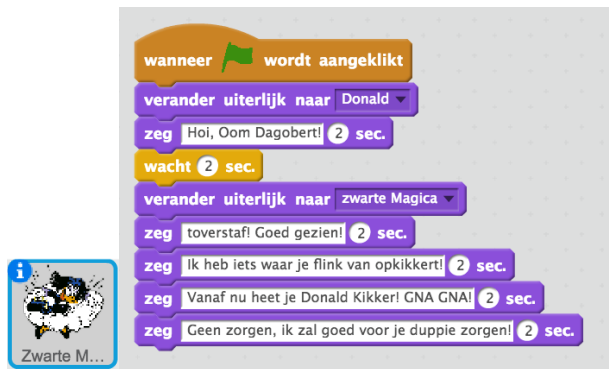 wanneer wordt aangeklikt
verander uiterlijk naar Donald
zeg Hoi, Oom Dagobert! 2 sec.
wacht 2 sec.
verander uiterlijk naar zwarte Magica
zeg toverstaf! Goed gezien! 2 sec.
zeg Ik heb iets waar je flink van opkikkert! 2 sec.
zeg Vanaf nu heet je Donald Kikker! GNA GNA! 2 sec.
zeg Geen zorgen, ik zal goed voor je duppie zorgen! 2 sec.
i
Zwarte M...